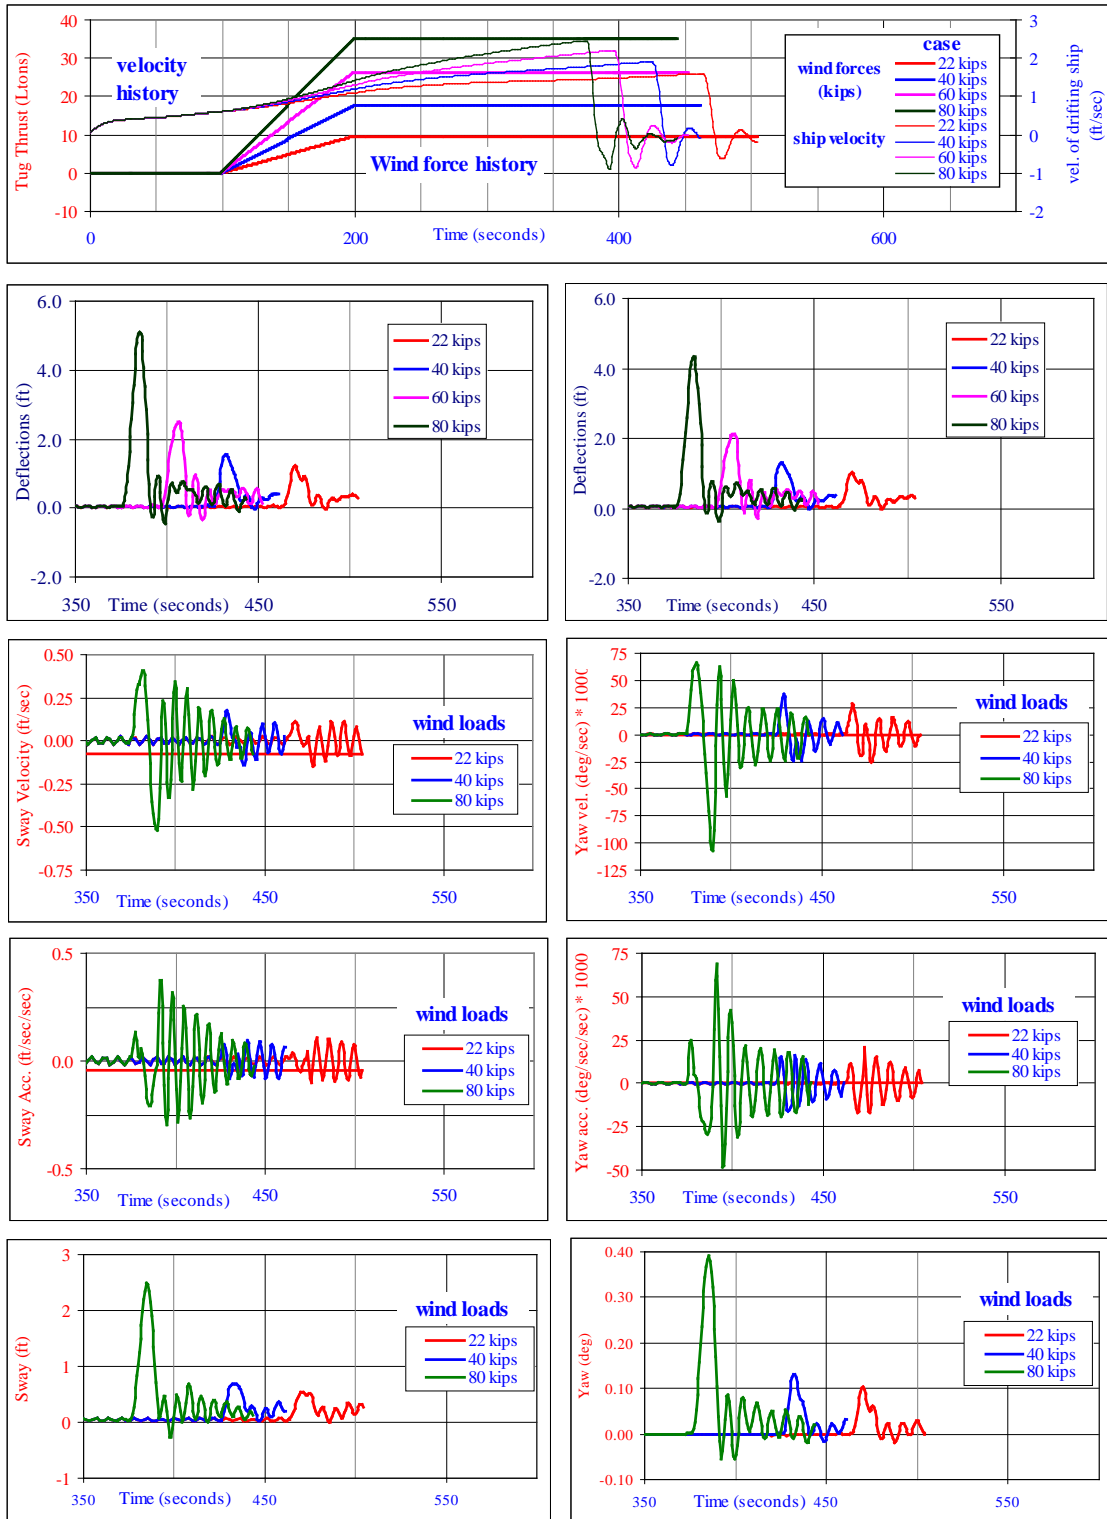 Tug Thrust (Ltons)
40
30
20
10
0
-10
velocity
history
Wind force history
0
200
Time (seconds)
400
600
case
wind forces
(kips)
22 kips
40 kips
60 kips
80 kips
ship velocity
22 kips
40 kips
60 kips
80 kips
3
2
1
0
-1
-2
vel. of drifting ship
(ft/sec)
Deflections (ft)
6.0
4.0
2.0
0.0
-2.0
350
Time (seconds)
450
550
22 kips
40 kips
60 kips
80 kips
Deflections (ft)
6.0
4.0
2.0
0.0
-2.0
350
Time (seconds)
450
550
22 kips
40 kips
60 kips
80 kips
Sway Velocity (ft/sec)
0.50
0.25
0.00
-0.25
-0.50
-0.75
350
Time (seconds)
450
550
wind loads
22 kips
40 kips
80 kips
Yaw vel. (deg/sec) * 1000
75
50
25
0
-25
-50
-75
-100
-125
350
Time (seconds)
450
550
wind loads
22 kips
40 kips
80 kips
Sway Acc. (ft/sec/sec)
0.5
0.0
-0.5
350
Time (seconds)
450
550
wind loads
22 kips
40 kips
80 kips
Yaw acc. (deg/sec/sec) * 1000
75
50
25
0
-25
-50
350
Time (seconds)
450
550
wind loads
22 kips
40 kips
80 kips
Sway (ft)
3
2
1
0
-1
350
Time (seconds)
450
550
wind loads
22 kips
40 kips
80 kips
Yaw (deg)
0.40
0.30
0.20
0.10
0.00
-0.10
350
Time (seconds)
450
550
wind loads
22 kips
40 kips
80 kips